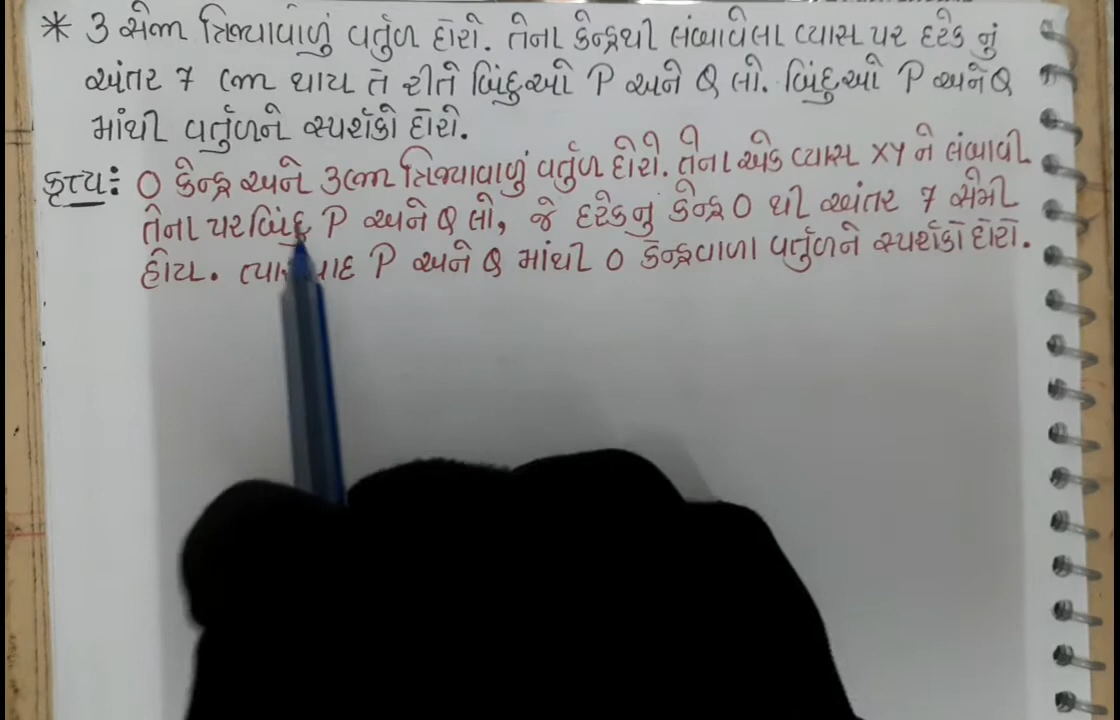 * 3 સેમી ત્રિજ્યાવાળું વર્તુળ દોરો. તેના કેન્દ્રથી લંબાવેલા વ્યાસ પર દરેક નું
અંતર 7 cm થાય તે રીતે બિંદુઓ P અને Q લો. બિંદુઓ P અને Q
માંથી વર્તુળને સ્પર્શકો દોરો.
કૃત્ય: O કેન્દ્ર અને 3cm ત્રિજ્યાવાળું વર્તુળ દોરો. તેના એક વ્યાસ XY ને લંબાવી
તેના પર બિંદુ P અને Q લો, જે દરેકનું કેન્દ્ર O થી અંતર 7 સેમી
હોય. P અને Q માંથી O કેન્દ્રવાળા વર્તુળને સ્પર્શકો દોરો.